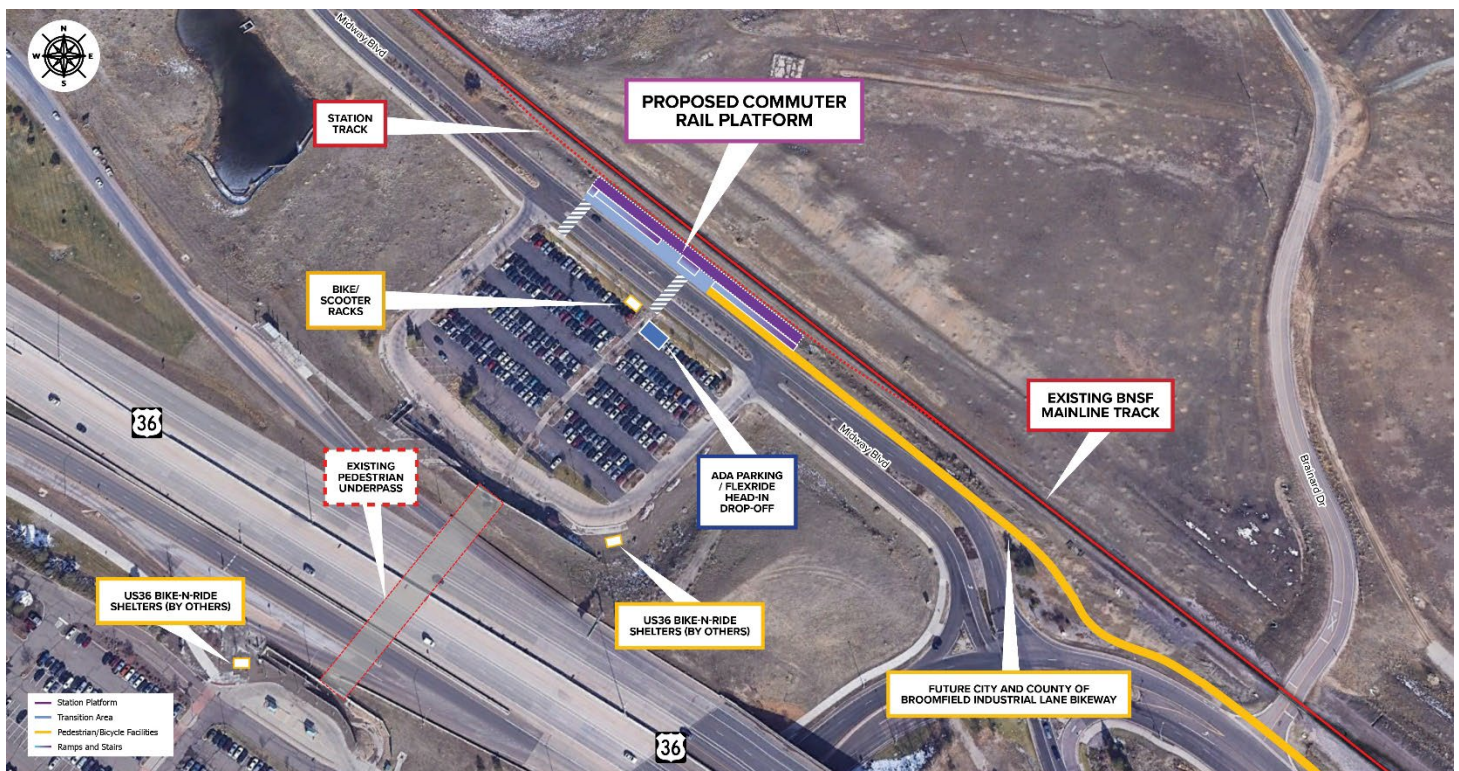 N
W E
S
Midway Blvd
STATION
TRACK
PROPOSED COMMUTER
RAIL PLATFORM
BIKE/
SCOOTER
RACKS
EXISTING BNSF
MAINLINE TRACK
36
Midway Blvd
Brainard Dr
EXISTING
PEDESTRIAN
UNDERPASS
ADA PARKING
/ FLEXRIDE
HEAD-IN
DROP-OFF
US36 BIKE-N-RIDE
SHELTERS (BY OTHERS)
US36 BIKE-N-RIDE
SHELTERS (BY OTHERS)
FUTURE CITY AND COUNTY OF
BROOMFIELD INDUSTRIAL LANE BIKEWAY
Station Platform
Transition Area
Pedestrian/Bicycle Facilities
Ramps and Stairs
36